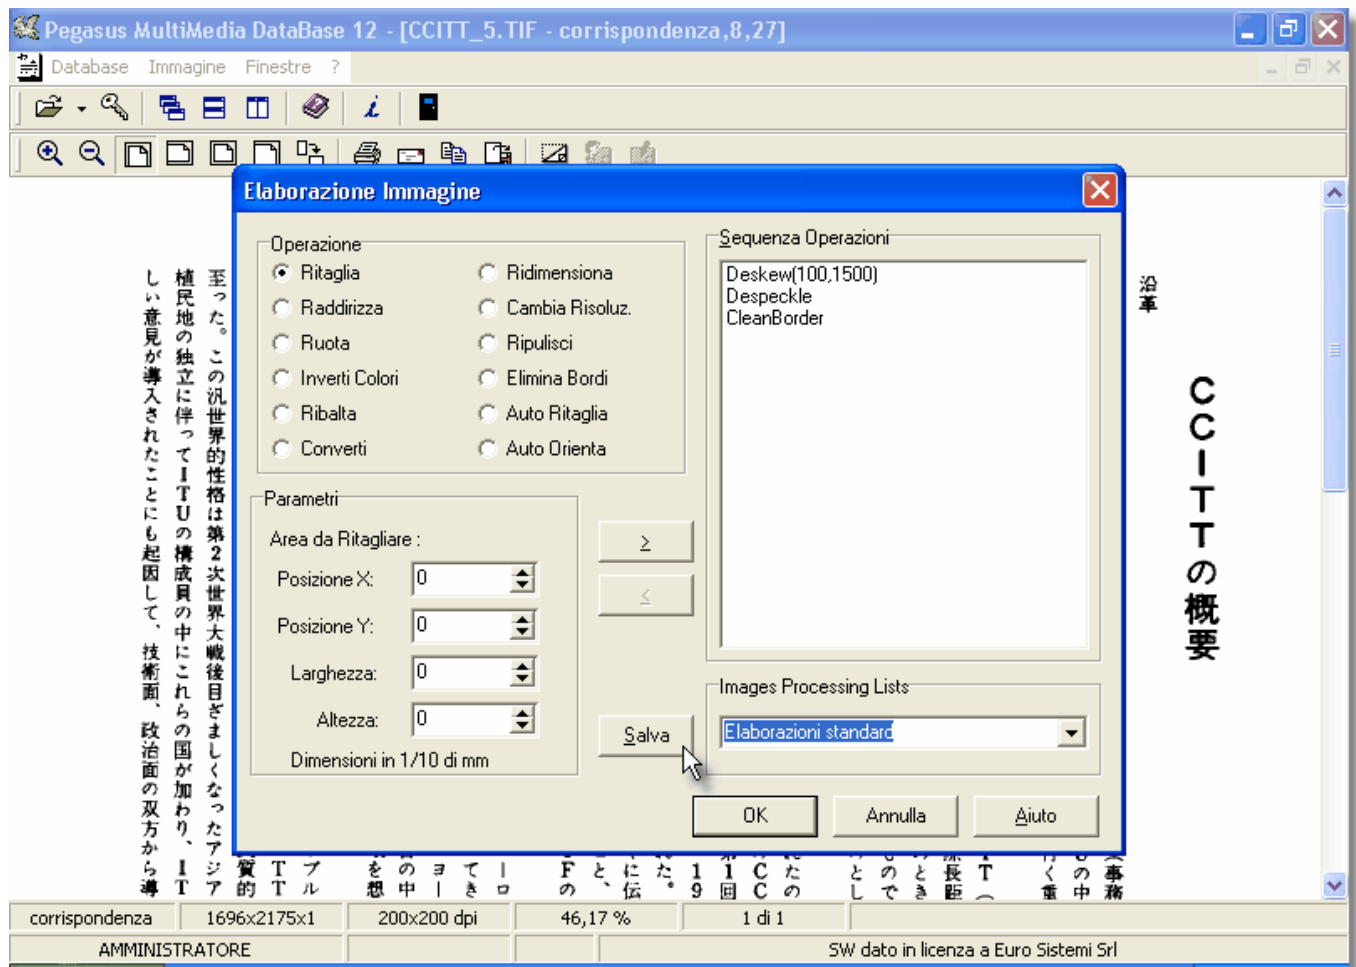 Pegasus MultiMedia DataBase 12 - [CCITT_5.TIF - corrispondenza,8,27]
Database Immagine Finestre ?
Elaborazione Immagine
Operazione
Ritaglia
Raddirizza
Ruota
Inverti Colori
Ribalta
Converti
Ridimensiona
Cambia Risoluz.
Ripulisci
Elimina Bordi
Auto Ritaglia
Auto Orienta
Parametri
Area da Ritagliare :
Posizione X: 0
Posizione Y: 0
Larghezza: 0
Altezza: 0
Dimensioni in 1/10 di mm
>
<
Salva
Sequenza Operazioni
Deskew(100,1500)
Despeckle
CleanBorder
Images Processing Lists
Elaborazioni standard
OK Annulla Aiuto
CCITTの概要
沿革
至った。この汎世界的性格は第2次世界大戦後目ざましくなったアジア
植民地の独立に伴ってITUの構成員の中にこれらの国が加わり、IT
しい意見が導入されたことにも起因して、技術面、政治面の双方から導
corrispondenza 1696x2175x1 200x200 dpi 46,17 % 1 di 1
AMMINISTRATORE SW dato in licenza a Euro Sistemi Srl